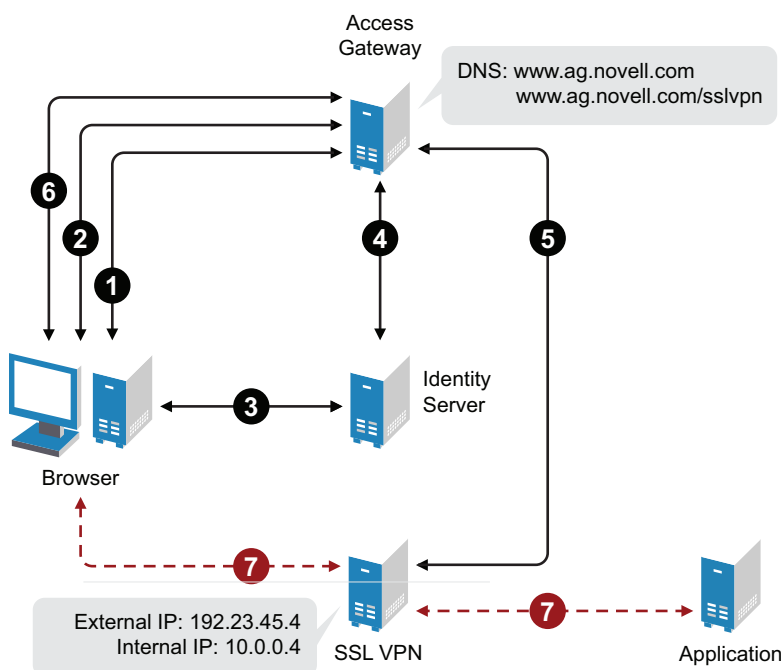 Access
Gateway
DNS: www.ag.novell.com
www.ag.novell.com/sslvpn
6
2
1
4
5
3
Identity
Server
Browser
7
7
External IP: 192.23.45.4
Internal IP: 10.0.0.4
SSL VPN
Application